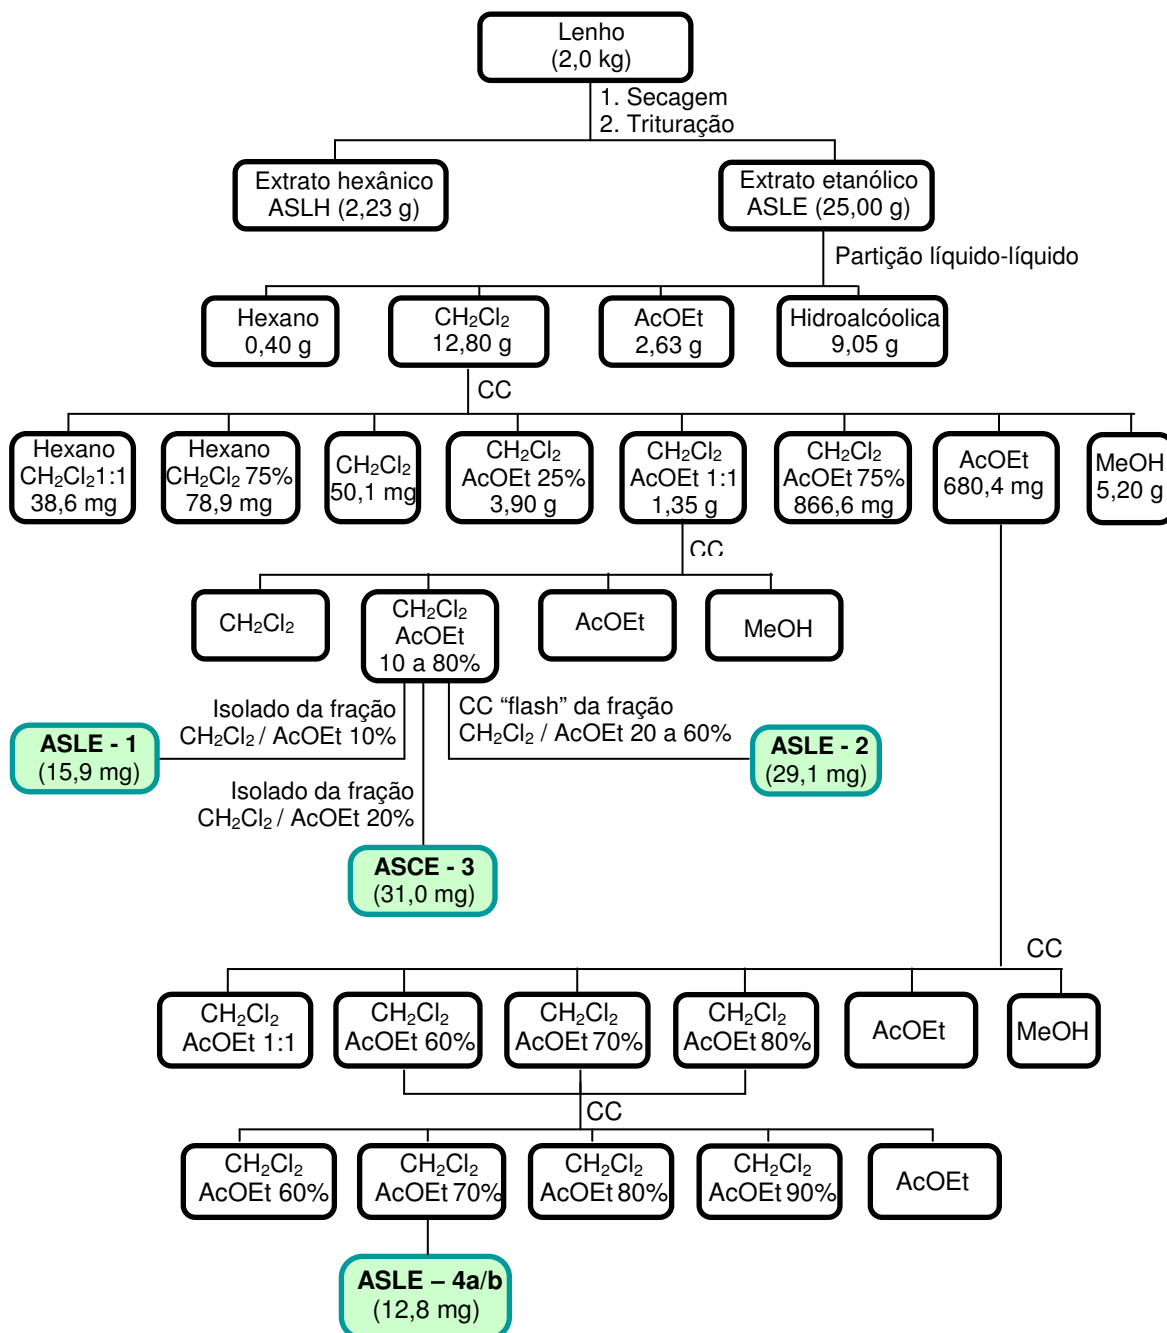 Lenho
(2,0 kg)
1. Secagem
2. Trituração
Extrato hexânico
ASLH (2,23 g)
Extrato etanólico
ASLE (25,00 g)
Partição líquido-líquido
Hexano
0,40 g
CH₂Cl₂
12,80 g
AcOEt
2,63 g
Hidroalcóolica
9,05 g
CC
Hexano
CH₂Cl₂ 1:1
38,6 mg
Hexano
CH₂Cl₂ 75%
78,9 mg
CH₂Cl₂
50,1 mg
CH₂Cl₂
AcOEt 25%
3,90 g
CH₂Cl₂
AcOEt 1:1
1,35 g
CH₂Cl₂
AcOEt 75%
866,6 mg
AcOEt
680,4 mg
MeOH
5,20 g
CC
CH₂Cl₂
CH₂Cl₂
AcOEt
10 a 80%
AcOEt
MeOH
Isolado da fração
CH₂Cl₂ / AcOEt 10%
CC “flash” da fração
CH₂Cl₂ / AcOEt 20 a 60%
ASLE - 1
(15,9 mg)
ASLE - 2
(29,1 mg)
Isolado da fração
CH₂Cl₂ / AcOEt 20%
ASCE - 3
(31,0 mg)
CC
CH₂Cl₂
AcOEt 1:1
CH₂Cl₂
AcOEt 60%
CH₂Cl₂
AcOEt 70%
CH₂Cl₂
AcOEt 80%
AcOEt
MeOH
CC
CH₂Cl₂
AcOEt 60%
CH₂Cl₂
AcOEt 70%
CH₂Cl₂
AcOEt 80%
CH₂Cl₂
AcOEt 90%
AcOEt
ASLE – 4a/b
(12,8 mg)